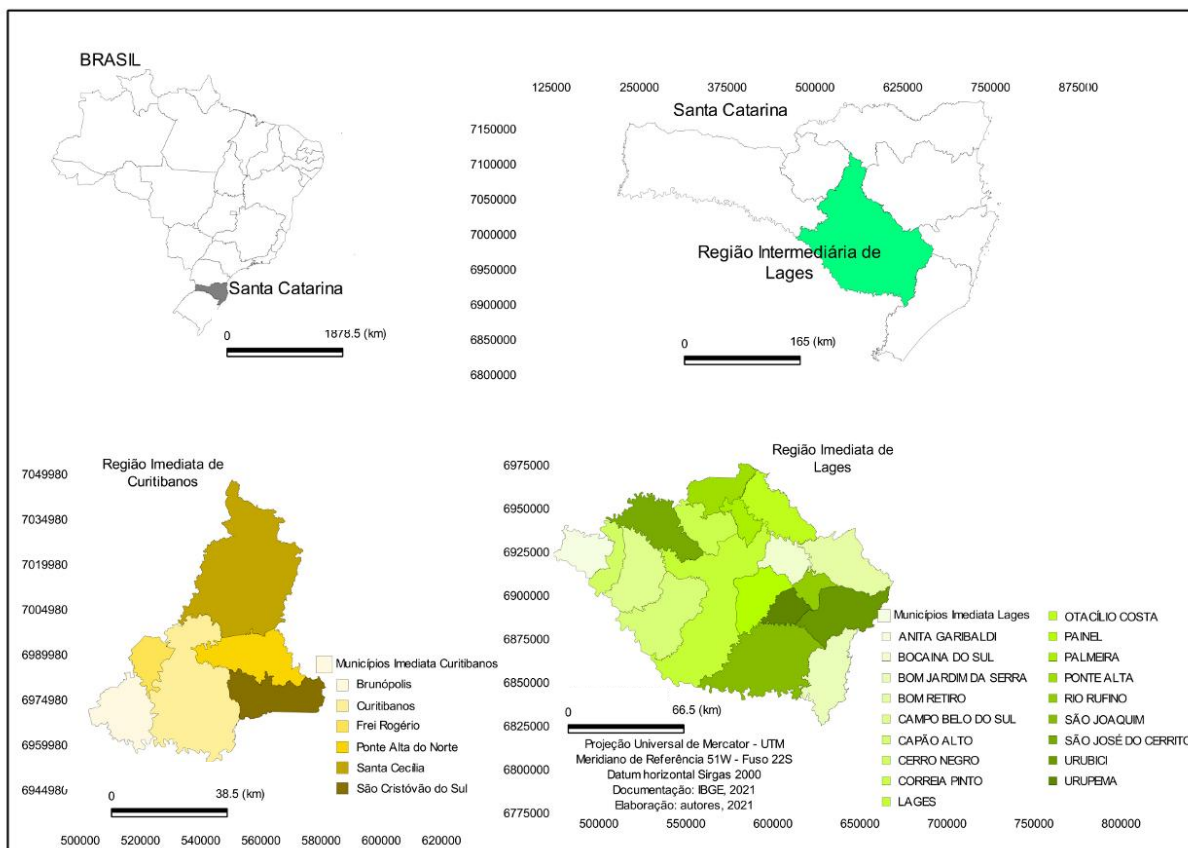 BRASIL
Santa Catarina
0 1878.5 (km)
125000 250000 375000 500000 625000 750000
Santa Catarina
7150000
7100000
7050000
7000000
6950000
6900000
6850000
6800000
Região Intermediária de
Lages
0 165 (km)
Região Imediata de
Curitibanos
7049980
7034980
7019980
7004980
6989980
6974980
6959980
6944980
Municípios Imediata Curitibanos
Brunópolis
Curitibanos
Frei Rogério
Ponte Alta do Norte
Santa Cecília
São Cristóvão do Sul
0 38.5 (km)
500000 520000 540000 560000 580000 600000 620000
Região Imediata de
Lages
6975000
6950000
6925000
6900000
6875000
6850000
6825000
6800000
6775000
Municípios Imediata Lages
ANITA GARIBALDI
BOCAINA DO SUL
BOM JARDIM DA SERRA
BOM RETIRO
CAMPO BELO DO SUL
CAPÃO ALTO
CERRO NEGRO
CORREIA PINTO
LAGES
OTACÍLIO COSTA
PAINEL
PALMEIRA
PONTE ALTA
RIO RUFINO
SÃO JOAQUIM
SÃO JOSÉ DO CERRITO
URUBICI
URUPEMA
0 66.5 (km)
Projeção Universal de Mercator - UTM
Meridiano de Referência 51W - Fuso 22S
Datum horizontal Sirgas 2000
Documentação: IBGE, 2021
Elaboração: autores, 2021
500000 550000 600000 650000 700000 750000 800000